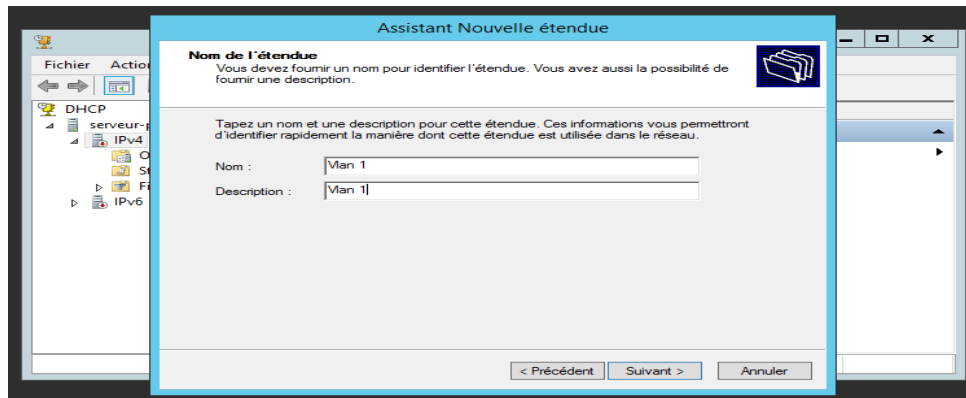 Assistant Nouvelle étendue
Fichier Action
Nom de l'étendue
Vous devez fournir un nom pour identifier l'étendue. Vous avez aussi la possibilité de
fournir une description.
DHCP
serveur-p
IPv4
O
St
Fi
IPv6
Tapez un nom et une description pour cette étendue. Ces informations vous permettront
d'identifier rapidement la manière dont cette étendue est utilisée dans le réseau.
Nom :
Vlan 1
Description :
Vlan 1
< Précédent
Suivant >
Annuler